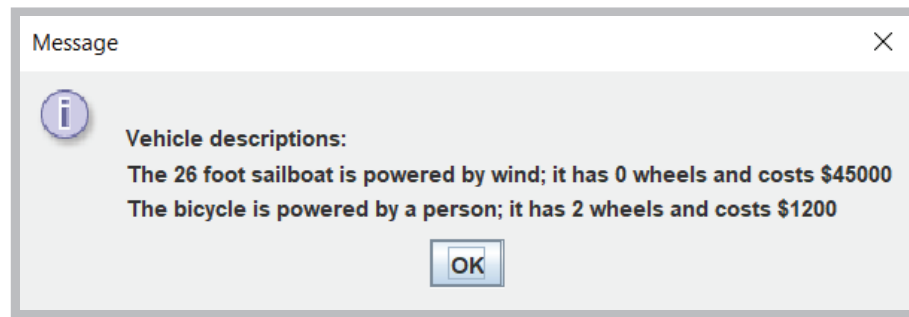 Message
Vehicle descriptions:
The 26 foot sailboat is powered by wind; it has 0 wheels and costs $45000
The bicycle is powered by a person; it has 2 wheels and costs $1200
OK